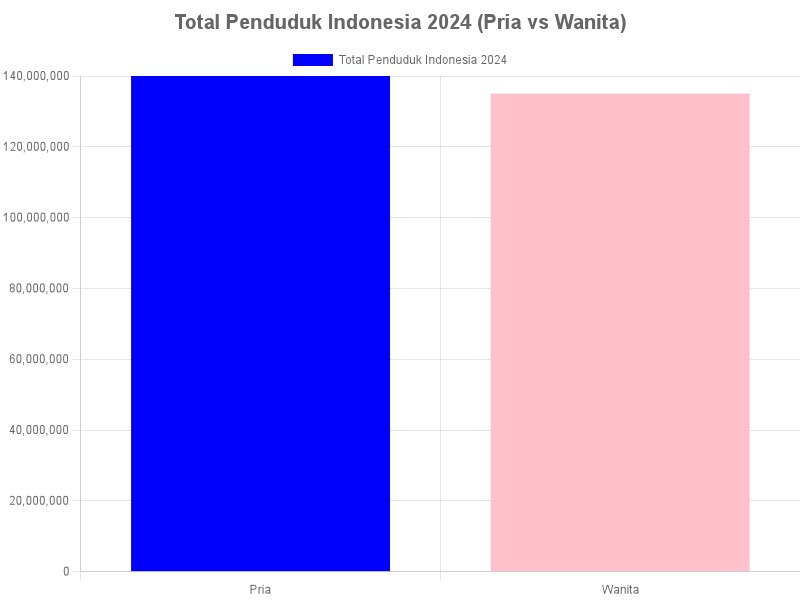 Total Penduduk Indonesia 2024 (Pria vs Wanita)
Total Penduduk Indonesia 2024
140,000,000
120,000,000
100,000,000
80,000,000
60,000,000
40,000,000
20,000,000
0
Pria Wanita